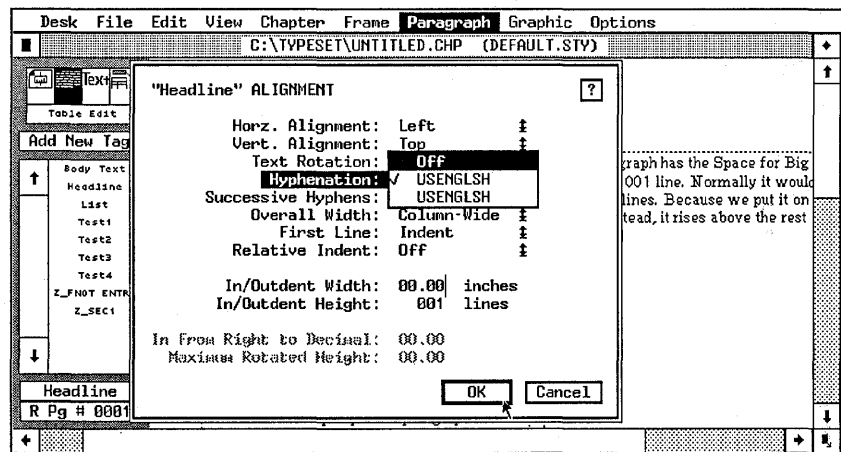 Desk File Edit View Chapter Frame Paragraph Graphic Options
C:\TYPESET\UNTITLED.CHP (DEFAULT.STY)
Text
Table Edit
Add New Tag
Body Text
Headline
List
Test1
Test2
Test3
Test4
Z_FNOT ENTR
Z_SEC1
Headline
R Pg # 0001
"Headline" ALIGNMENT ?
Horz. Alignment: Left
Vert. Alignment: Top
Text Rotation: Off
Hyphenation: √ USENGLSH
Successive Hyphens: USENGLSH
Overall Width: Column-Wide
First Line: Indent
Relative Indent: Off
In/Outdent Width: 00.00 inches
In/Outdent Height: 001 lines
In From Right to Decimal: 00.00
Maximum Rotated Height: 00.00
OK Cancel
graph has the Space for Big
001 line. Normally it would
lines. Because we put it on
tead, it rises above the rest